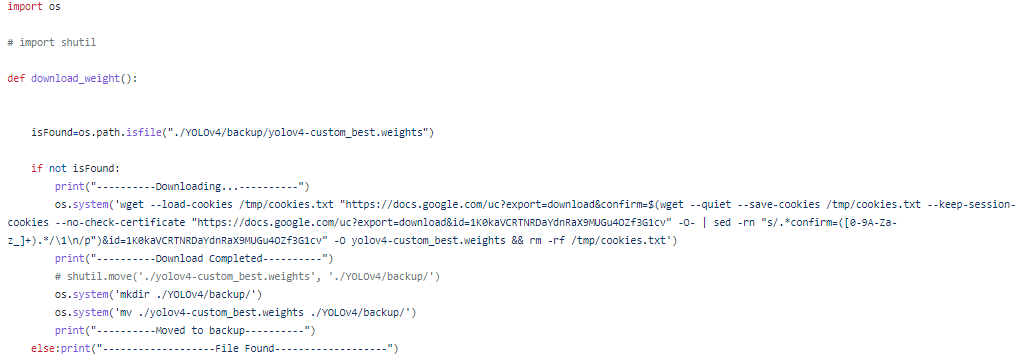 import os
# import shutil
def download_weight():
isFound=os.path.isfile("./YOLOv4/backup/yolov4-custom_best.weights")
if not isFound:
print("----------Downloading...----------")
os.system('wget --load-cookies /tmp/cookies.txt "https://docs.google.com/uc?export=download&confirm=$(wget --quiet --save-cookies /tmp/cookies.txt --keep-session-
cookies --no-check-certificate "https://docs.google.com/uc?export=download&id=1K0kaVCRTNRDaYdnRaX9MUGu4OZf3G1cv" -O- | sed -rn "s/.*confirm=([0-9A-Za-
z_]+).*/\1\n/p")&id=1K0kaVCRTNRDaYdnRaX9MUGu4OZf3G1cv" -O yolov4-custom_best.weights && rm -rf /tmp/cookies.txt')
print("----------Download Completed----------")
# shutil.move('./yolov4-custom_best.weights', './YOLOv4/backup/')
os.system('mkdir ./YOLOv4/backup/')
os.system('mv ./yolov4-custom_best.weights ./YOLOv4/backup/')
print("----------Moved to backup----------")
else:print("-------------------File Found-------------------")